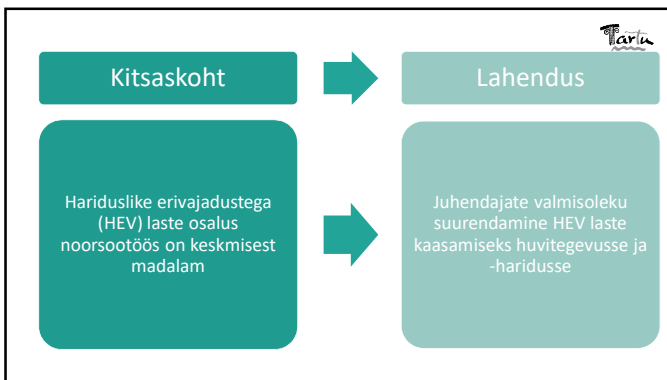 Tartu
Kitsaskoht
Lahendus
Hariduslike erivajadustega
(HEV) laste osalus
noorsootöös on keskmisest
madalam
Juhendajate valmisoleku
suurendamine HEV laste
kaasamiseks huvitegevusse ja
-haridusse